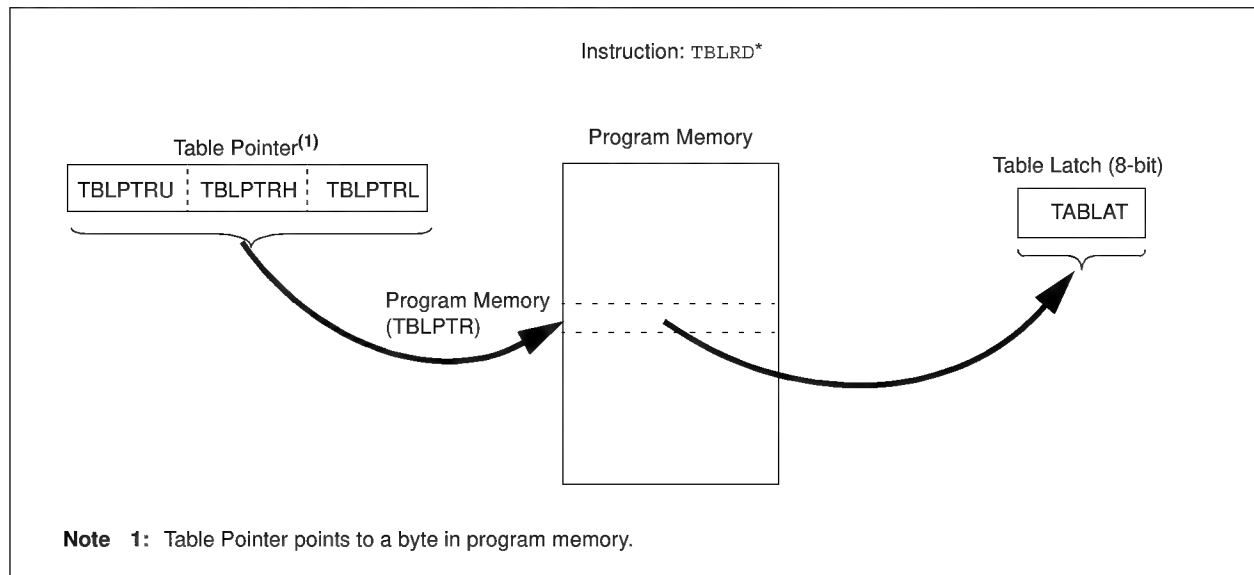 Instruction: TBLRD*
Table Pointer(1)
TBLPTRU TBLPTRH TBLPTRL
Program Memory
Table Latch (8-bit)
TABLAT
Program Memory
(TBLPTR)
Note 1: Table Pointer points to a byte in program memory.